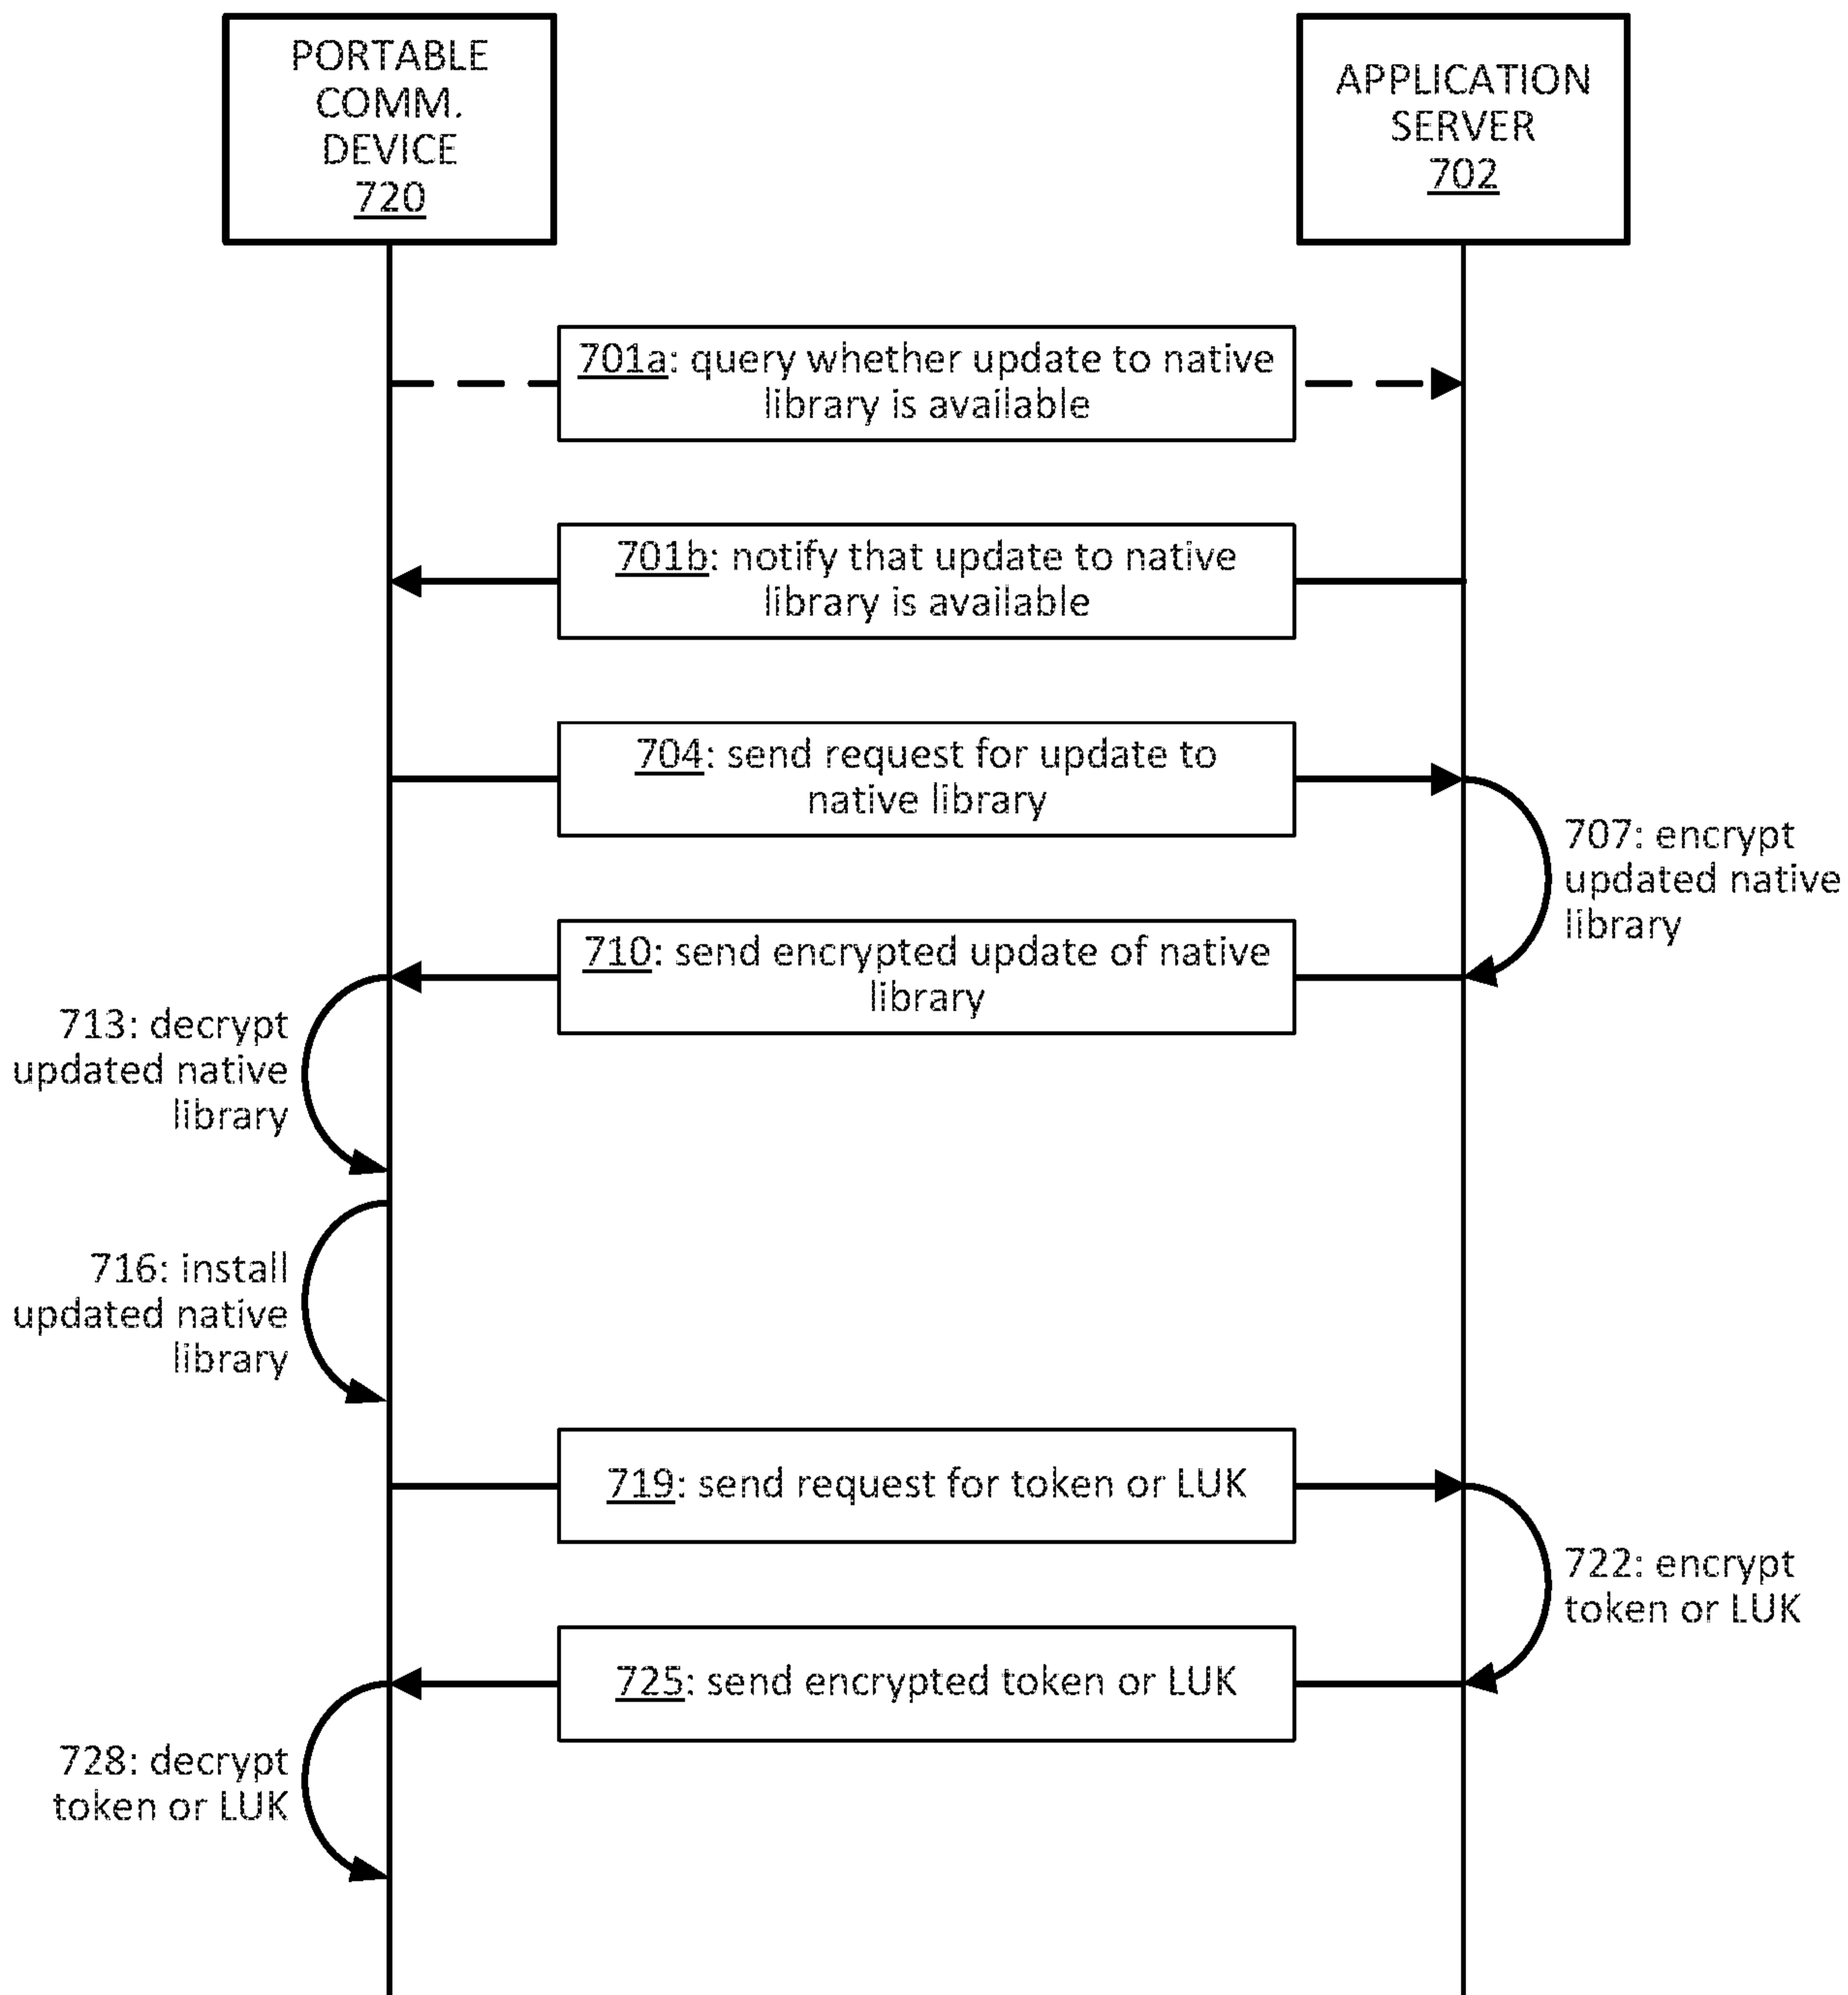 PORTABLE
COMM.
DEVICE
720
APPLICATION
SERVER
702
701a: query whether update to native
library is available
701b: notify that update to native
library is available
704: send request for update to
native library
707: encrypt
updated native
library
710: send encrypted update of native
library
713: decrypt
updated native
library
716: install
updated native
library
719: send request for token or LUK
722: encrypt
token or LUK
725: send encrypted token or LUK
728: decrypt
token or LUK